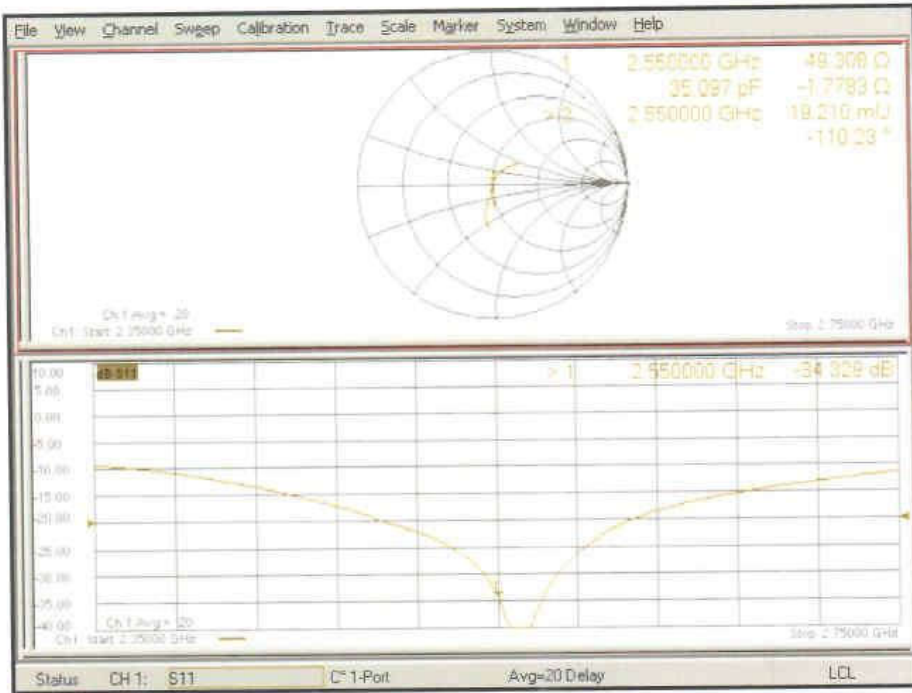 File View Channel Sweep Calibration Trace Scale Marker System Window Help
1 2.550000 GHz 49.308 Ω
35.097 pF -1.7783 Ω
> 2 2.550000 GHz 19.210 mU
-110.23 °
Ch 1 Avg = 20
Ch1: Start 2.35000 GHz
Stop 2.75000 GHz
10.00
dB S11
> 1 2.550000 GHz -34.329 dB
5.00
0.00
-5.00
-10.00
-15.00
-20.00
-25.00
-30.00
-35.00
-40.00
Ch 1 Avg = 20
Ch1: Start 2.35000 GHz
Stop 2.75000 GHz
Status CH 1: S11 C* 1-Port Avg=20 Delay LCL